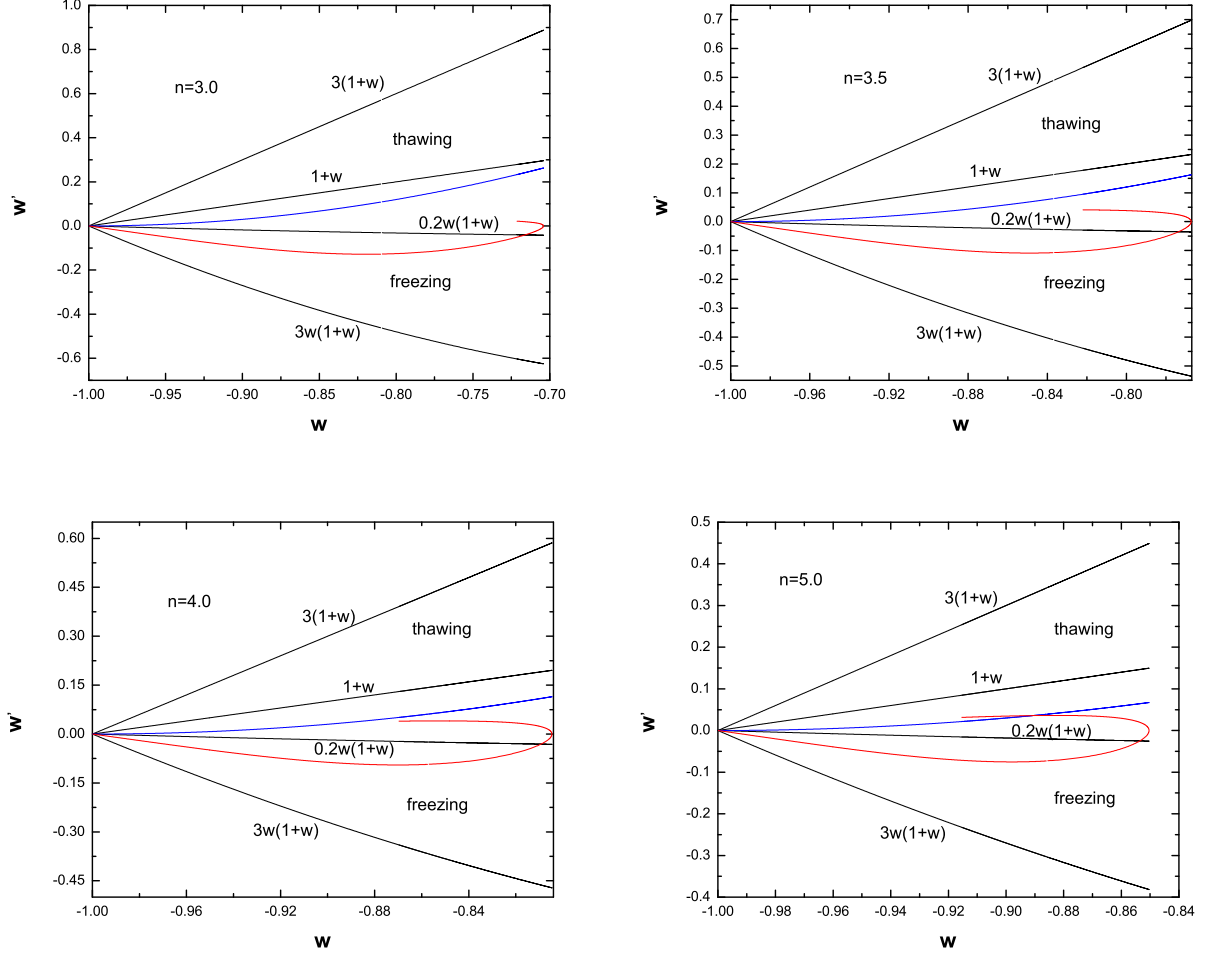 1.0
0.8
0.6
0.4
0.2
0.0
-0.2
-0.4
-0.6
w'
n=3.0
3(1+w)
thawing
1+w
0.2w(1+w)
freezing
3w(1+w)
-1.00 -0.95 -0.90 -0.85 -0.80 -0.75 -0.70
w
0.7
0.6
0.5
0.4
0.3
0.2
0.1
0.0
-0.1
-0.2
-0.3
-0.4
-0.5
w'
n=3.5
3(1+w)
thawing
1+w
0.2w(1+w)
freezing
3w(1+w)
-1.00 -0.96 -0.92 -0.88 -0.84 -0.80
w
0.60
0.45
0.30
0.15
0.00
-0.15
-0.30
-0.45
w'
n=4.0
3(1+w)
thawing
1+w
0.2w(1+w)
freezing
3w(1+w)
-1.00 -0.96 -0.92 -0.88 -0.84
w
0.5
0.4
0.3
0.2
0.1
0.0
-0.1
-0.2
-0.3
-0.4
w'
n=5.0
3(1+w)
thawing
1+w
0.2w(1+w)
freezing
3w(1+w)
-1.00 -0.98 -0.96 -0.94 -0.92 -0.90 -0.88 -0.86 -0.84
w